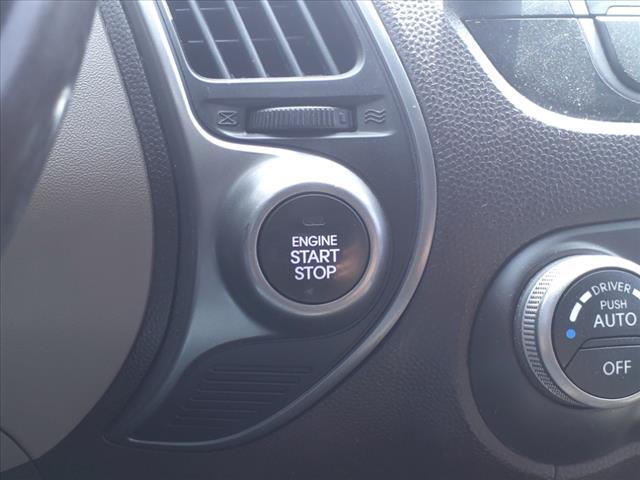 ENGINE
START
STOP
DRIVER
PUSH
AUTO
OFF